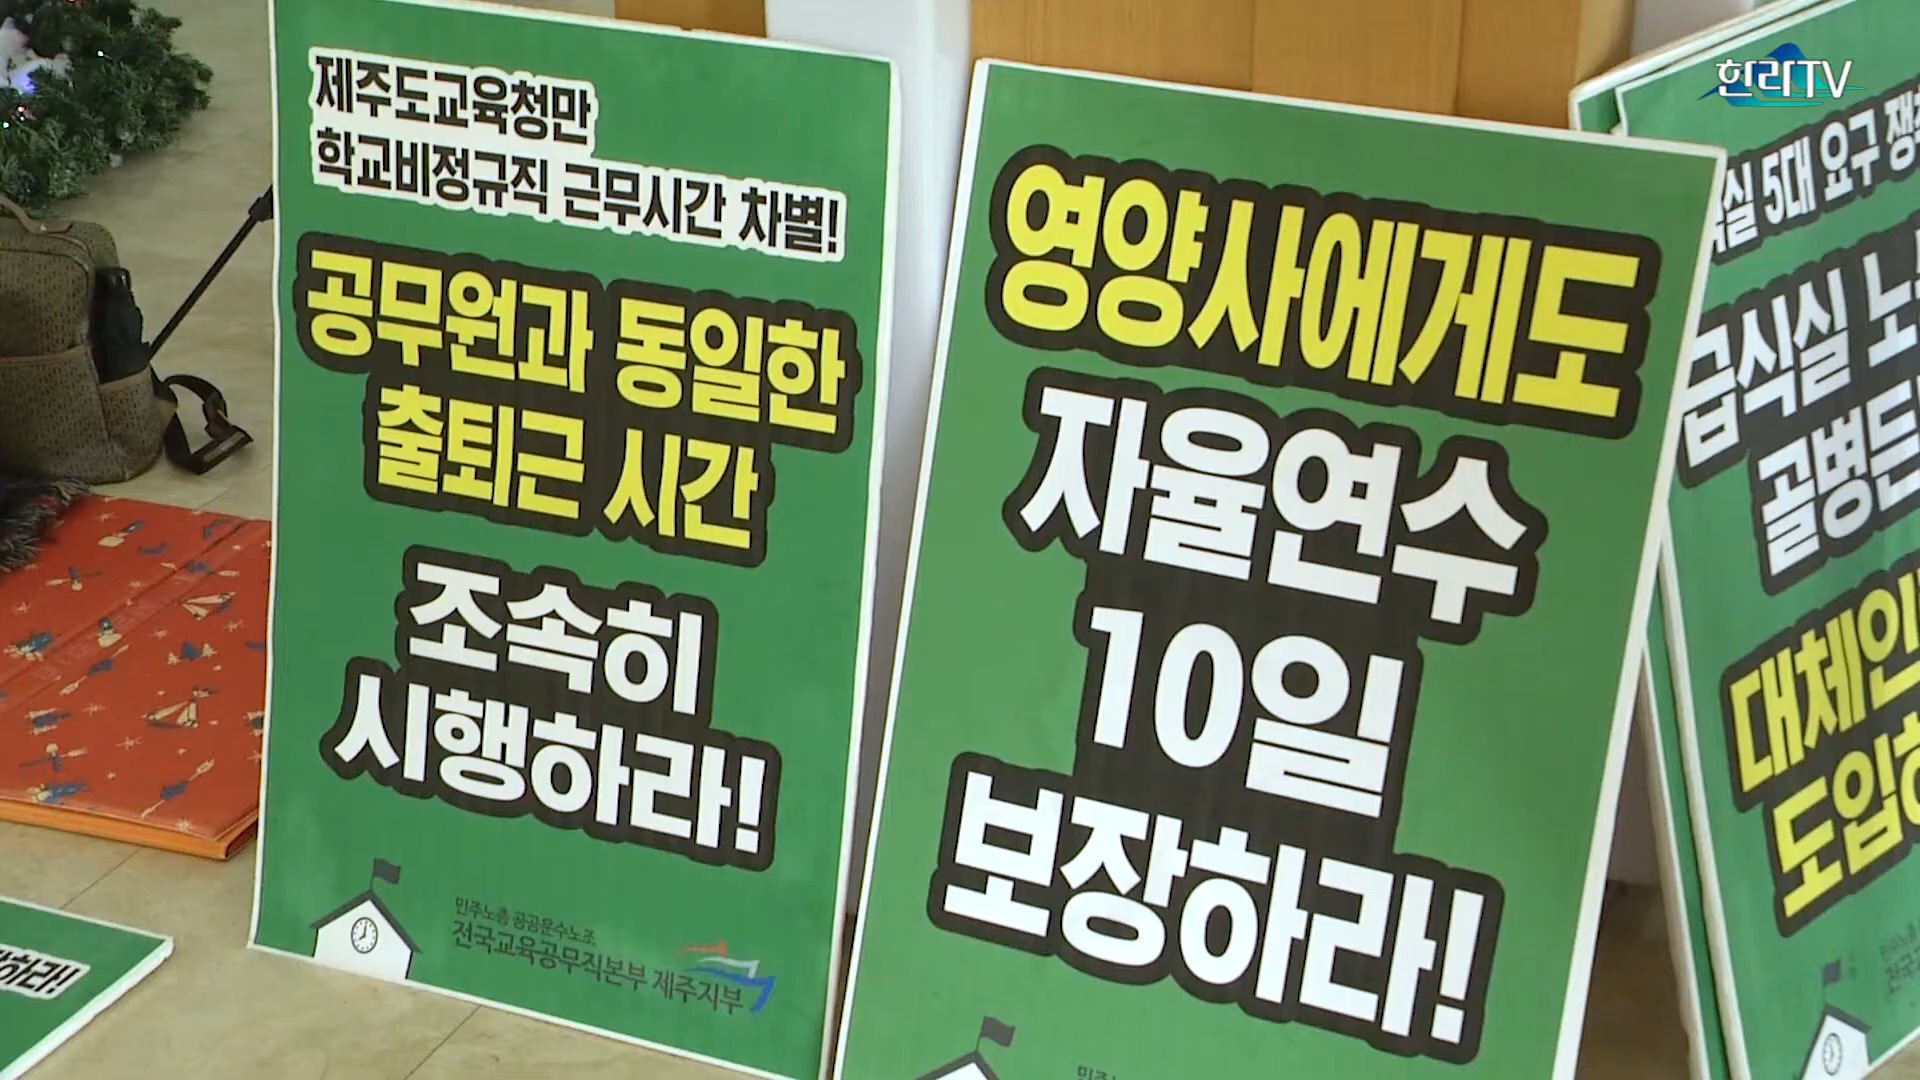 제주도교육청만
학교비정규직 근무시간 차별!
공무원과 동일한
출퇴근 시간
조속히
시행하라!
민주노총 공공운수노조
전국교육공무직본부 제주지부
영양사에게도
자율연수
10일
보장하라!
한라TV
5대 요구
급식실
골병든
대체인
도입하
하라!